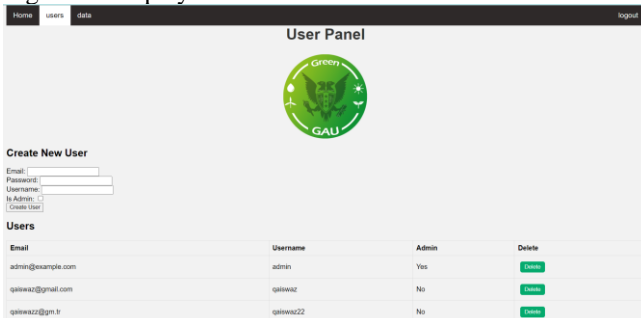 Home users data logout
User Panel
Green
GAU
Create New User
Email:
Password:
Username:
Is Admin:
Create User
Users
Email Username Admin Delete
admin@example.com admin Yes Delete
qaiswaz@gmail.com qaiswaz No Delete
qaiswazz@gm.tr qaiswaz22 No Delete